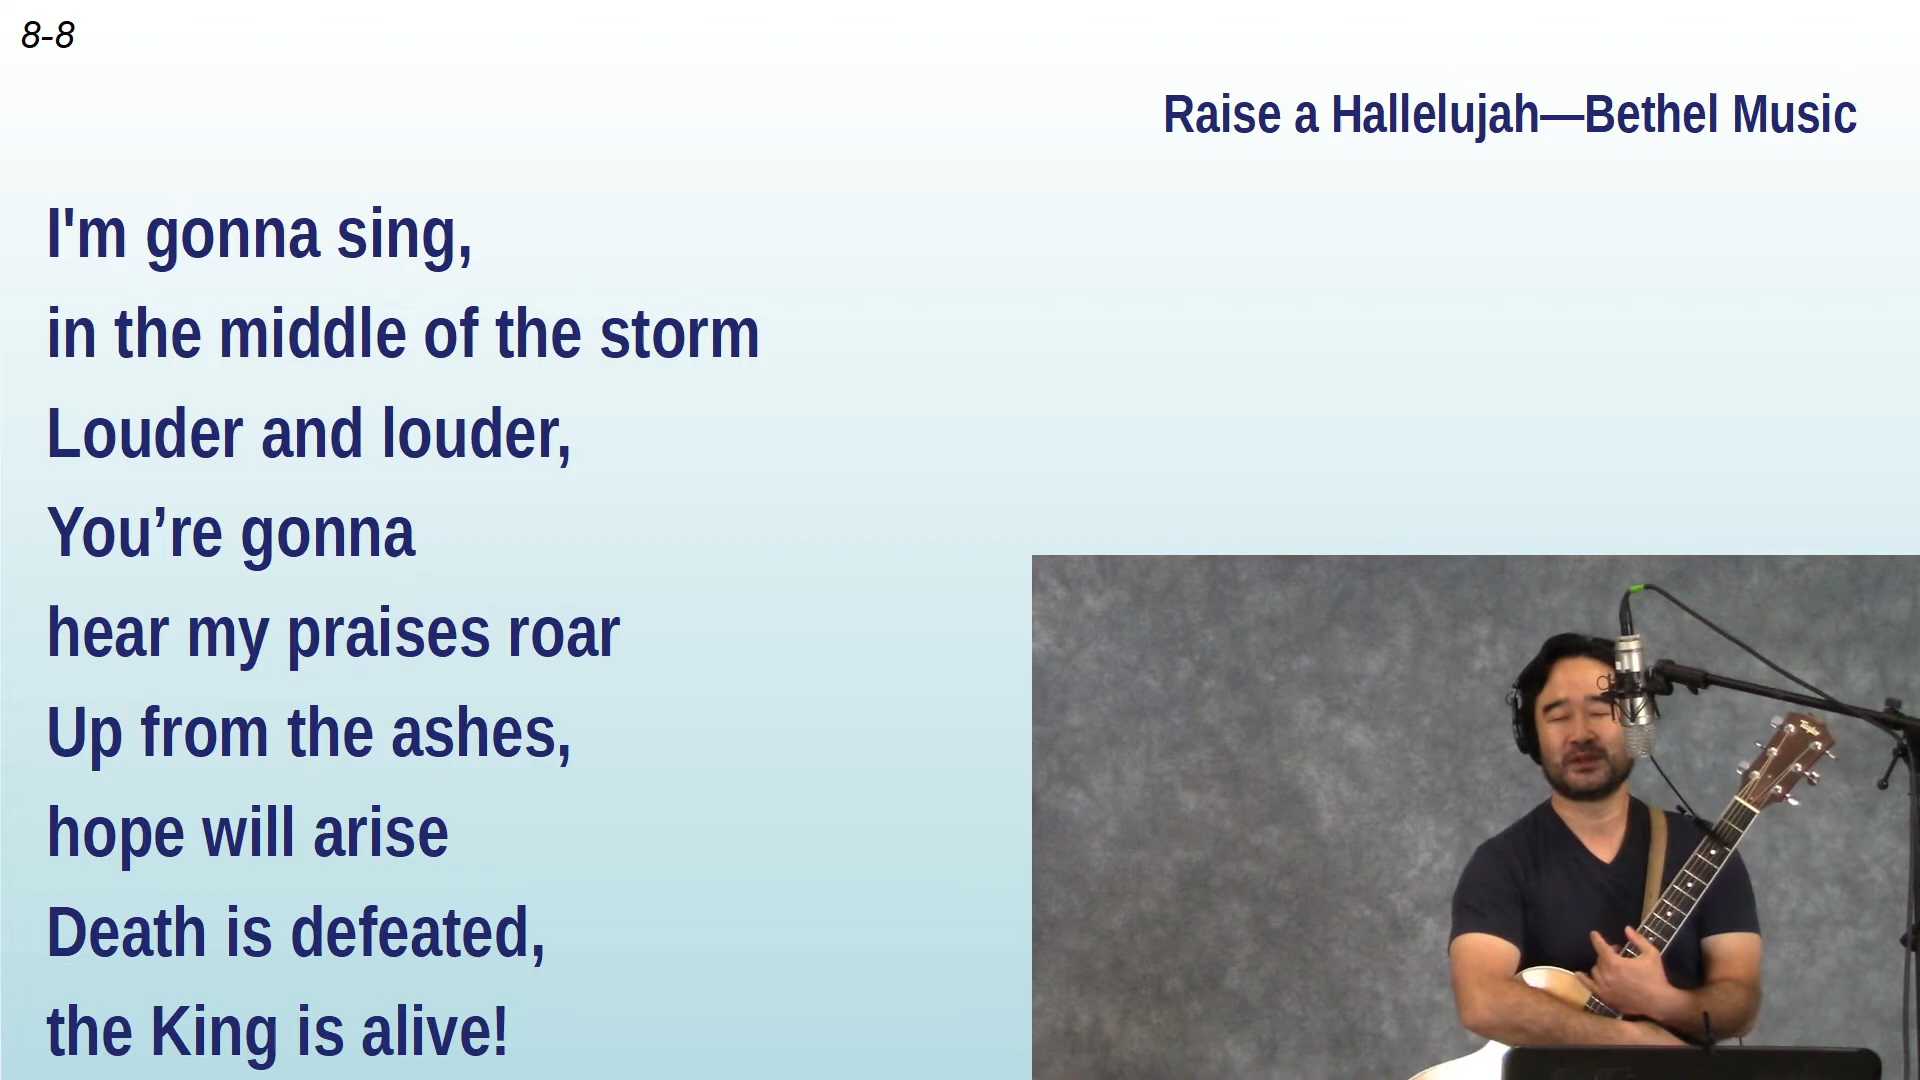 8-8
Raise a Hallelujah—Bethel Music
I'm gonna sing,
in the middle of the storm
Louder and louder,
You’re gonna
hear my praises roar
Up from the ashes,
hope will arise
Death is defeated,
the King is alive!
Taylor